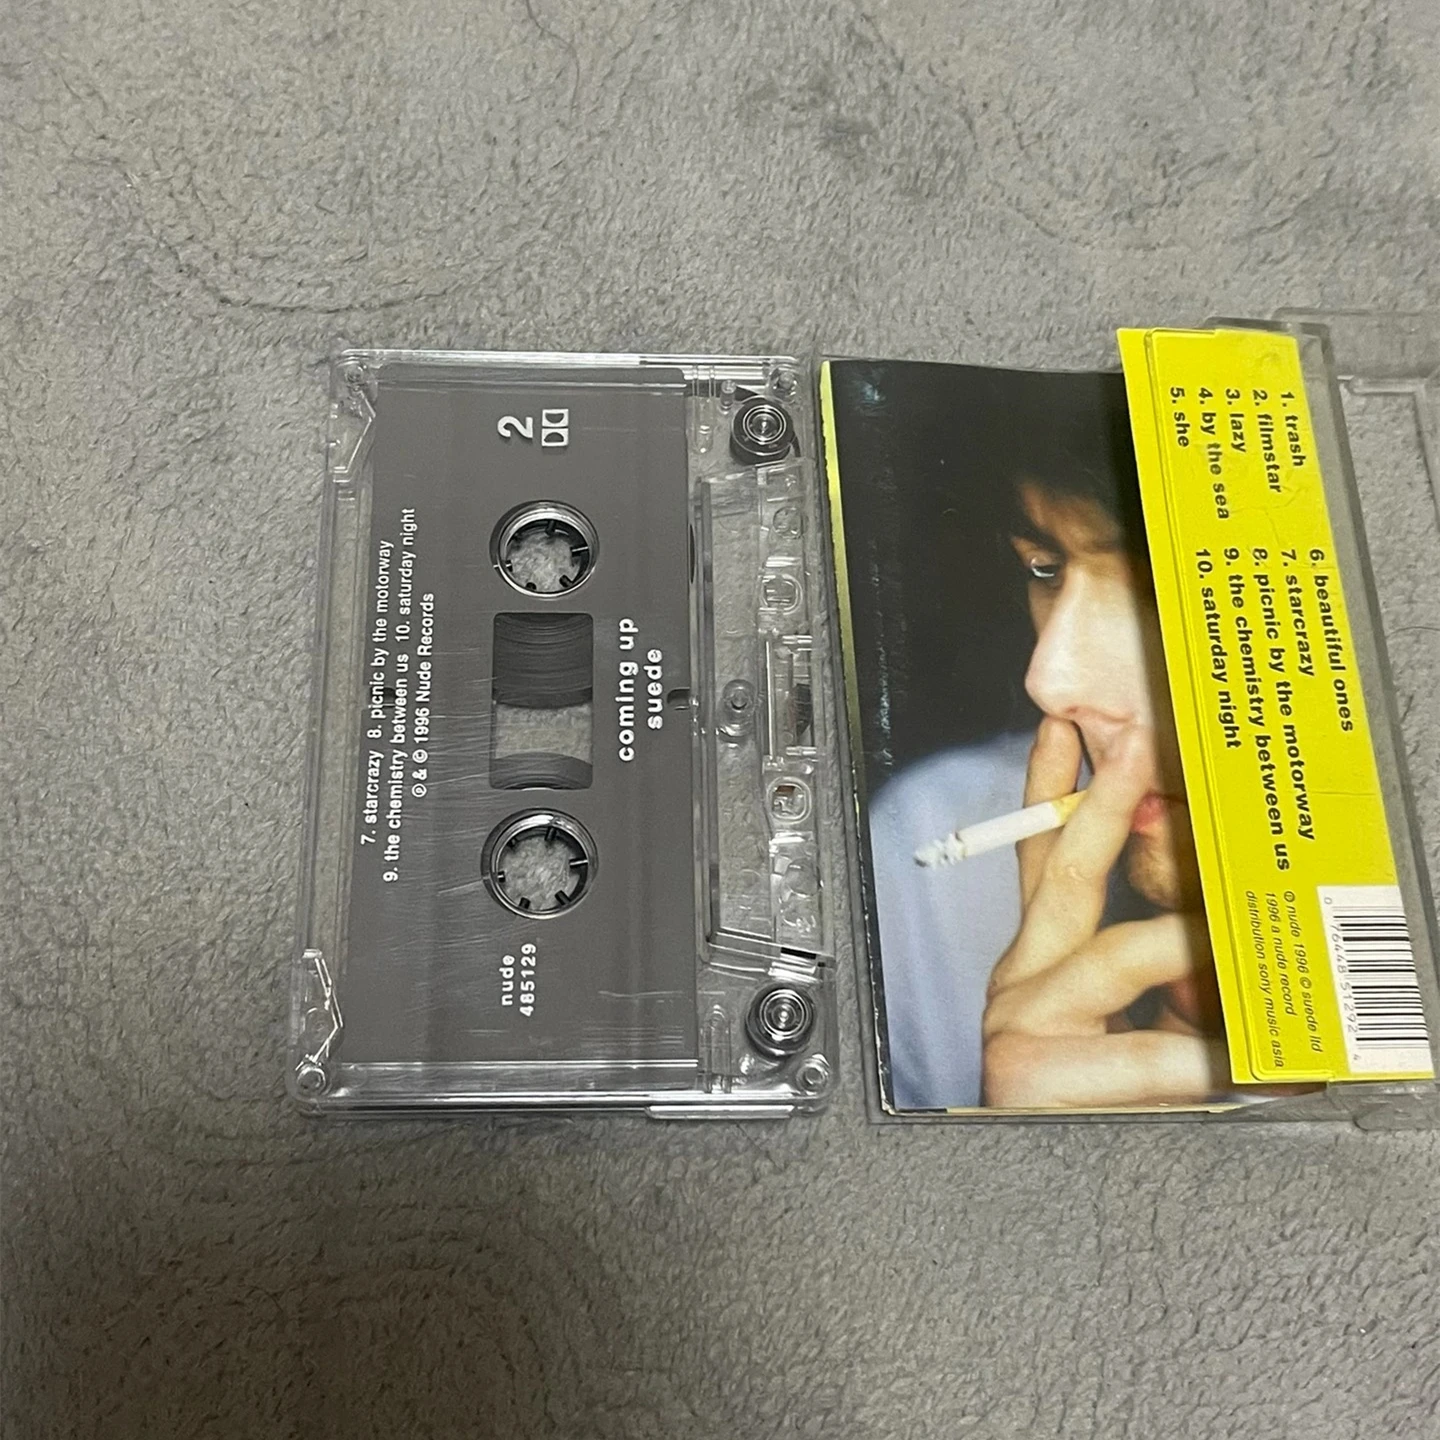 2
coming up
suede
nude
485129
7. starcrazy 8. picnic by the motorway
9. the chemistry between us 10. saturday night
℗ & © 1996 Nude Records
1. trash
2. filmstar
3. lazy
4. by the sea
5. she
6. beautiful ones
7. starcrazy
8. picnic by the motorway
9. the chemistry between us
10. saturday night
℗ nude 1996 © suede ltd
1996 a nude record
distribution sony music asia